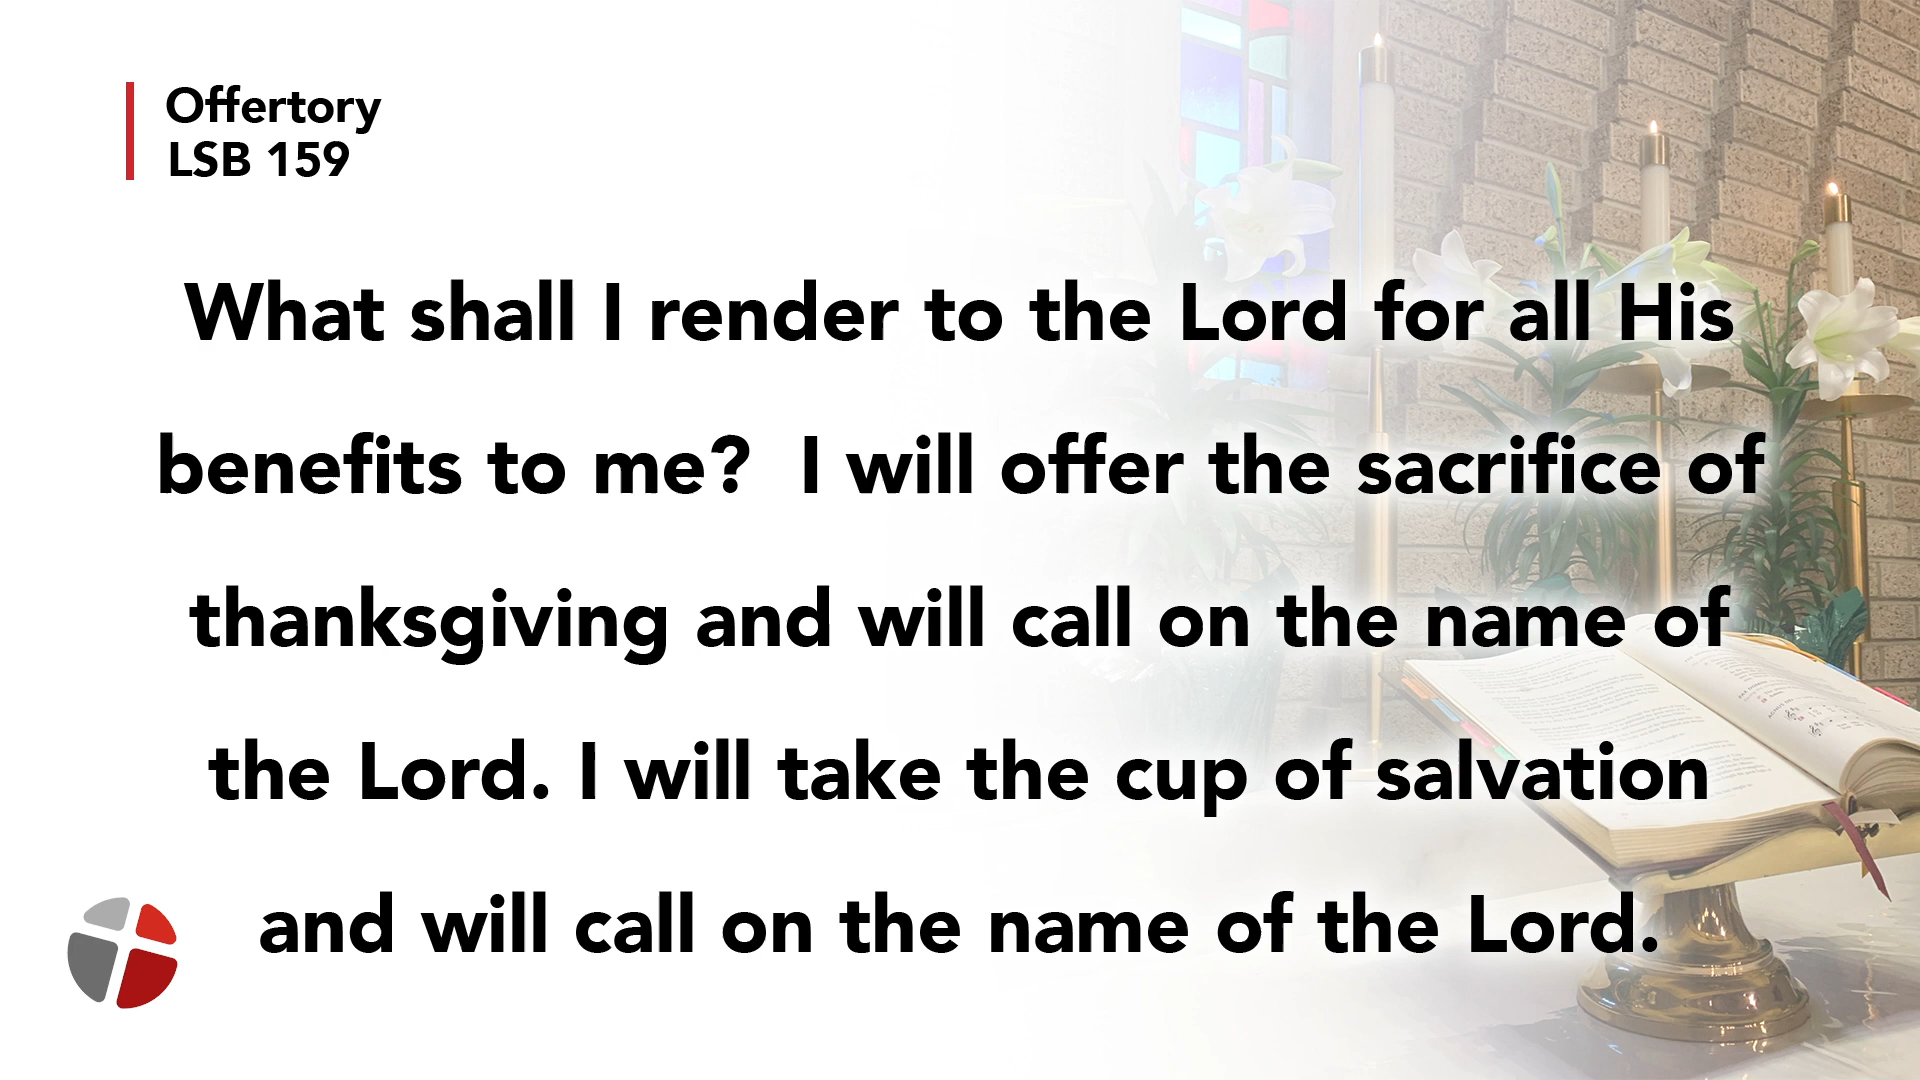 Offertory
LSB 159
What shall I render to the Lord for all His
benefits to me?  I will offer the sacrifice of
thanksgiving and will call on the name of
the Lord. I will take the cup of salvation
and will call on the name of the Lord.